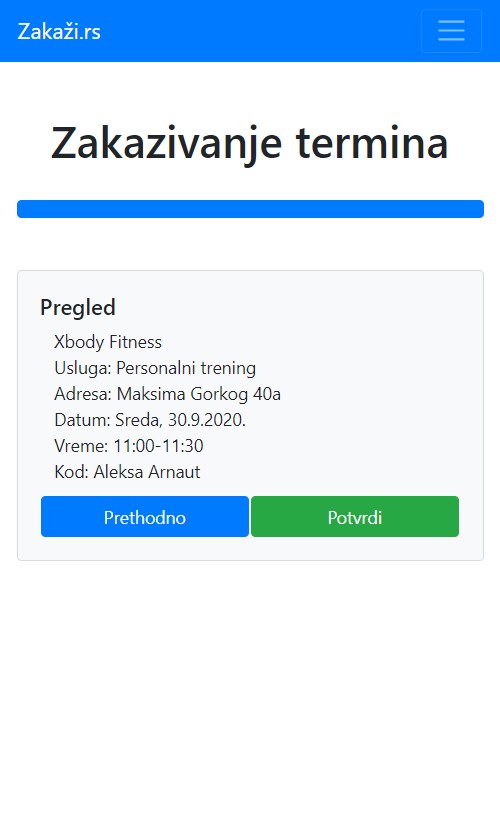 Zakaži.rs
Zakazivanje termina
Pregled
Xbody Fitness
Usluga: Personalni trening
Adresa: Maksima Gorkog 40a
Datum: Sreda, 30.9.2020.
Vreme: 11:00-11:30
Kod: Aleksa Arnaut
Prethodno
Potvrdi